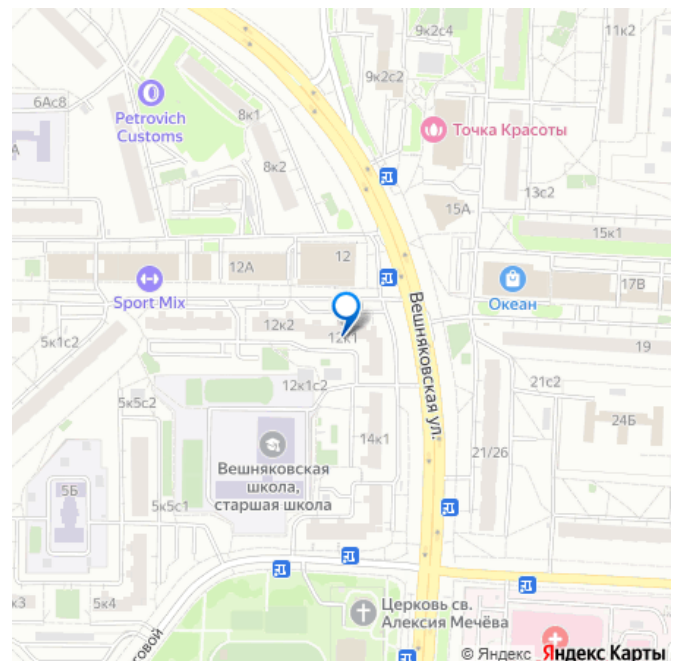 9к2с4
11к2
9к2с2
6Ас8
Petrovich
Customs
8к1
Точка Красоты
А
8к2
13с2
15А
15к1
12
12А
17В
Sport Mix
Океан
Вешняковская ул.
12к2
12к1
5к1с2
19
12к1с2
21с2
5к5с2
24Б
14к1
21/26
Вешняковская
школа,
старшая школа
5Б
5к5с1
к3
5к4
Церковь св.
Алексия Мечёва
говой
© Яндекс Яндекс Карты